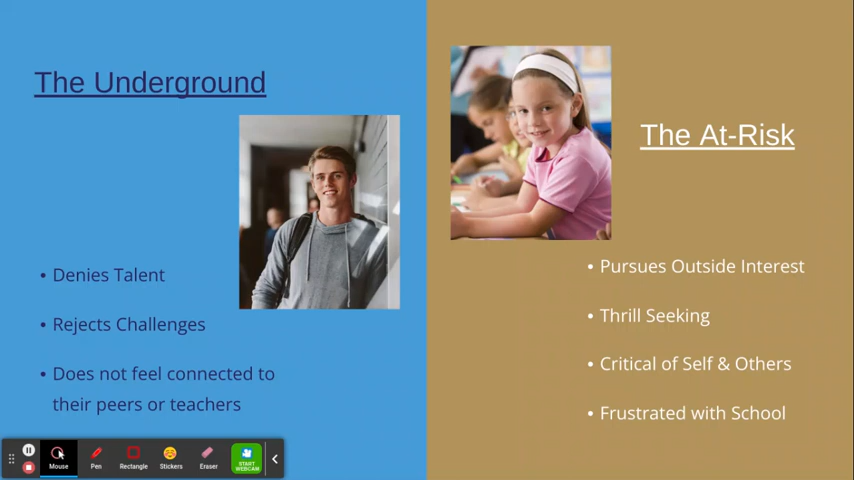 The Underground
• Denies Talent
• Rejects Challenges
• Does not feel connected to
their peers or teachers
The At-Risk
• Pursues Outside Interest
• Thrill Seeking
• Critical of Self & Others
• Frustrated with School
Mouse
Pen
Rectangle
Stickers
Eraser
START
WEBCAM